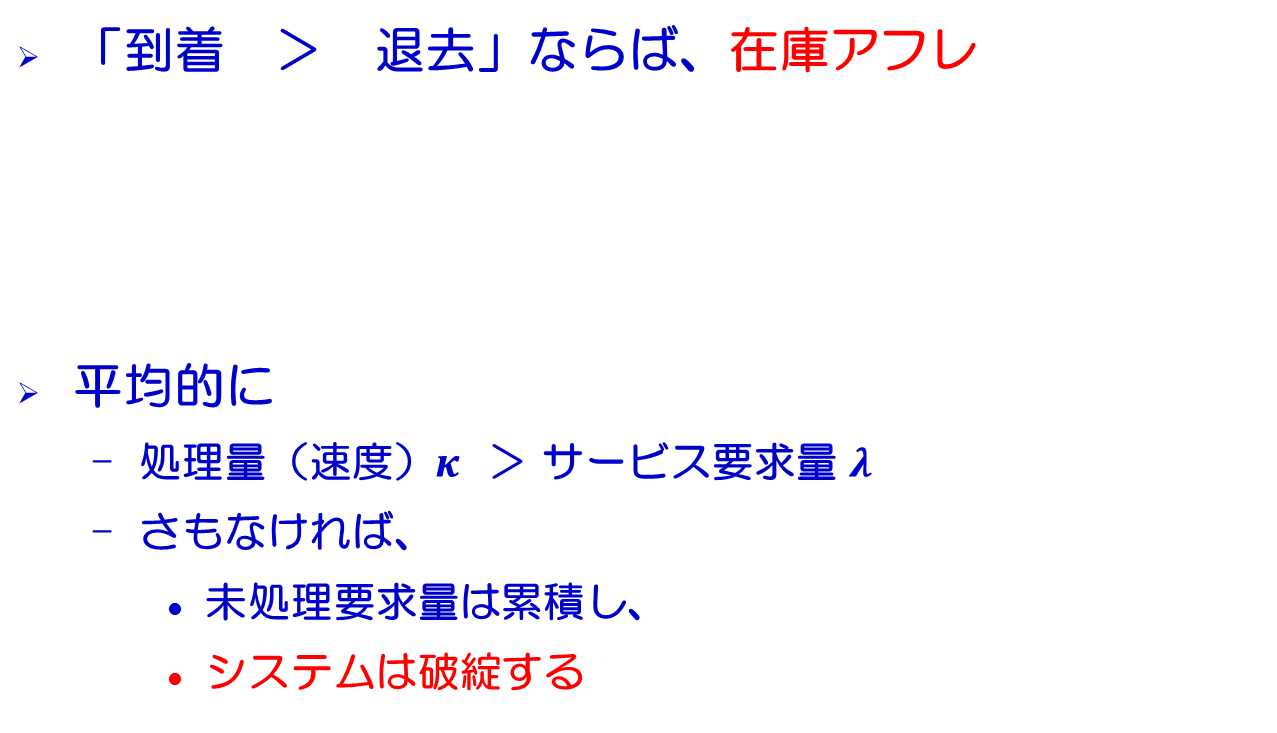 ➢ 「到着　＞　退去」ならば、在庫アフレ
➢ 平均的に
– 処理量（速度）κ ＞ サービス要求量 λ
– さもなければ、
• 未処理要求量は累積し、
• システムは破綻する